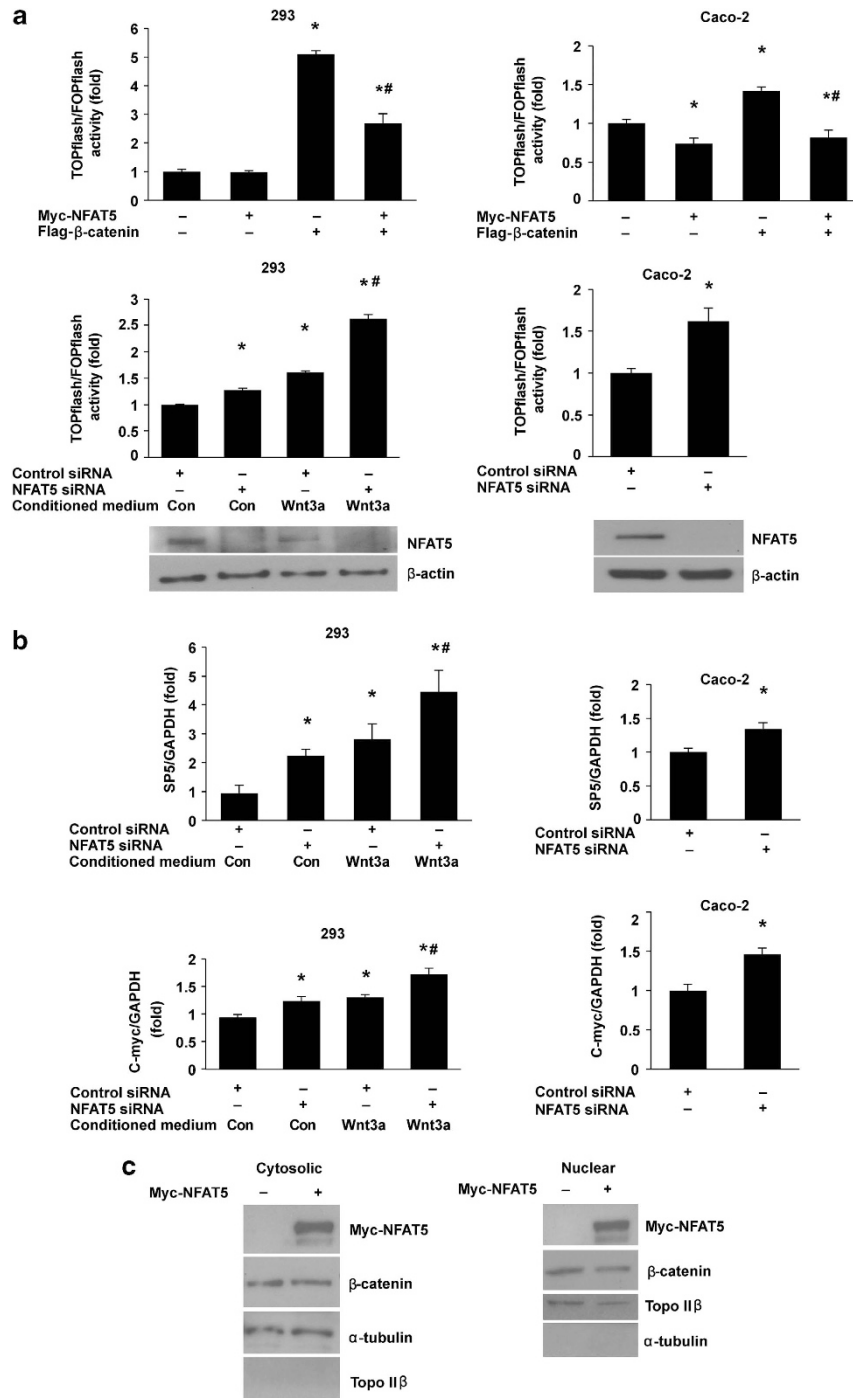 a
293
TOPflash/FOPflash
activity (fold)
6
5
4
3
2
1
0
*
*#
Myc-NFAT5 – + – +
Flag-β-catenin – – + +
Caco-2
TOPflash/FOPflash
activity (fold)
2
1.5
1
0.5
0
*
*
*#
Myc-NFAT5 – + – +
Flag-β-catenin – – + +
293
TOPflash/FOPflash
activity (fold)
3
2.5
2
1.5
1
0.5
0
*
*
*#
Control siRNA + – + –
NFAT5 siRNA – + – +
Conditioned medium Con Con Wnt3a Wnt3a
NFAT5
β-actin
Caco-2
TOPflash/FOPflash
activity (fold)
2
1.5
1
0.5
0
*
Control siRNA + –
NFAT5 siRNA – +
NFAT5
β-actin
b
293
SP5/GAPDH (fold)
6
5
4
3
2
1
0
*
*
*#
Control siRNA + – + –
NFAT5 siRNA – + – +
Conditioned medium Con Con Wnt3a Wnt3a
Caco-2
SP5/GAPDH (fold)
2
1.5
1
0.5
0
*
Control siRNA + –
NFAT5 siRNA – +
293
C-myc/GAPDH
(fold)
2
1.5
1
0.5
0
*
*
*#
Control siRNA + – + –
NFAT5 siRNA – + – +
Conditioned medium Con Con Wnt3a Wnt3a
Caco-2
C-myc/GAPDH (fold)
2
1.5
1
0.5
0
*
Control siRNA + –
NFAT5 siRNA – +
c
Cytosolic
Myc-NFAT5 – +
Myc-NFAT5
β-catenin
α-tubulin
Topo IIβ
Nuclear
Myc-NFAT5 – +
Myc-NFAT5
β-catenin
Topo IIβ
α-tubulin